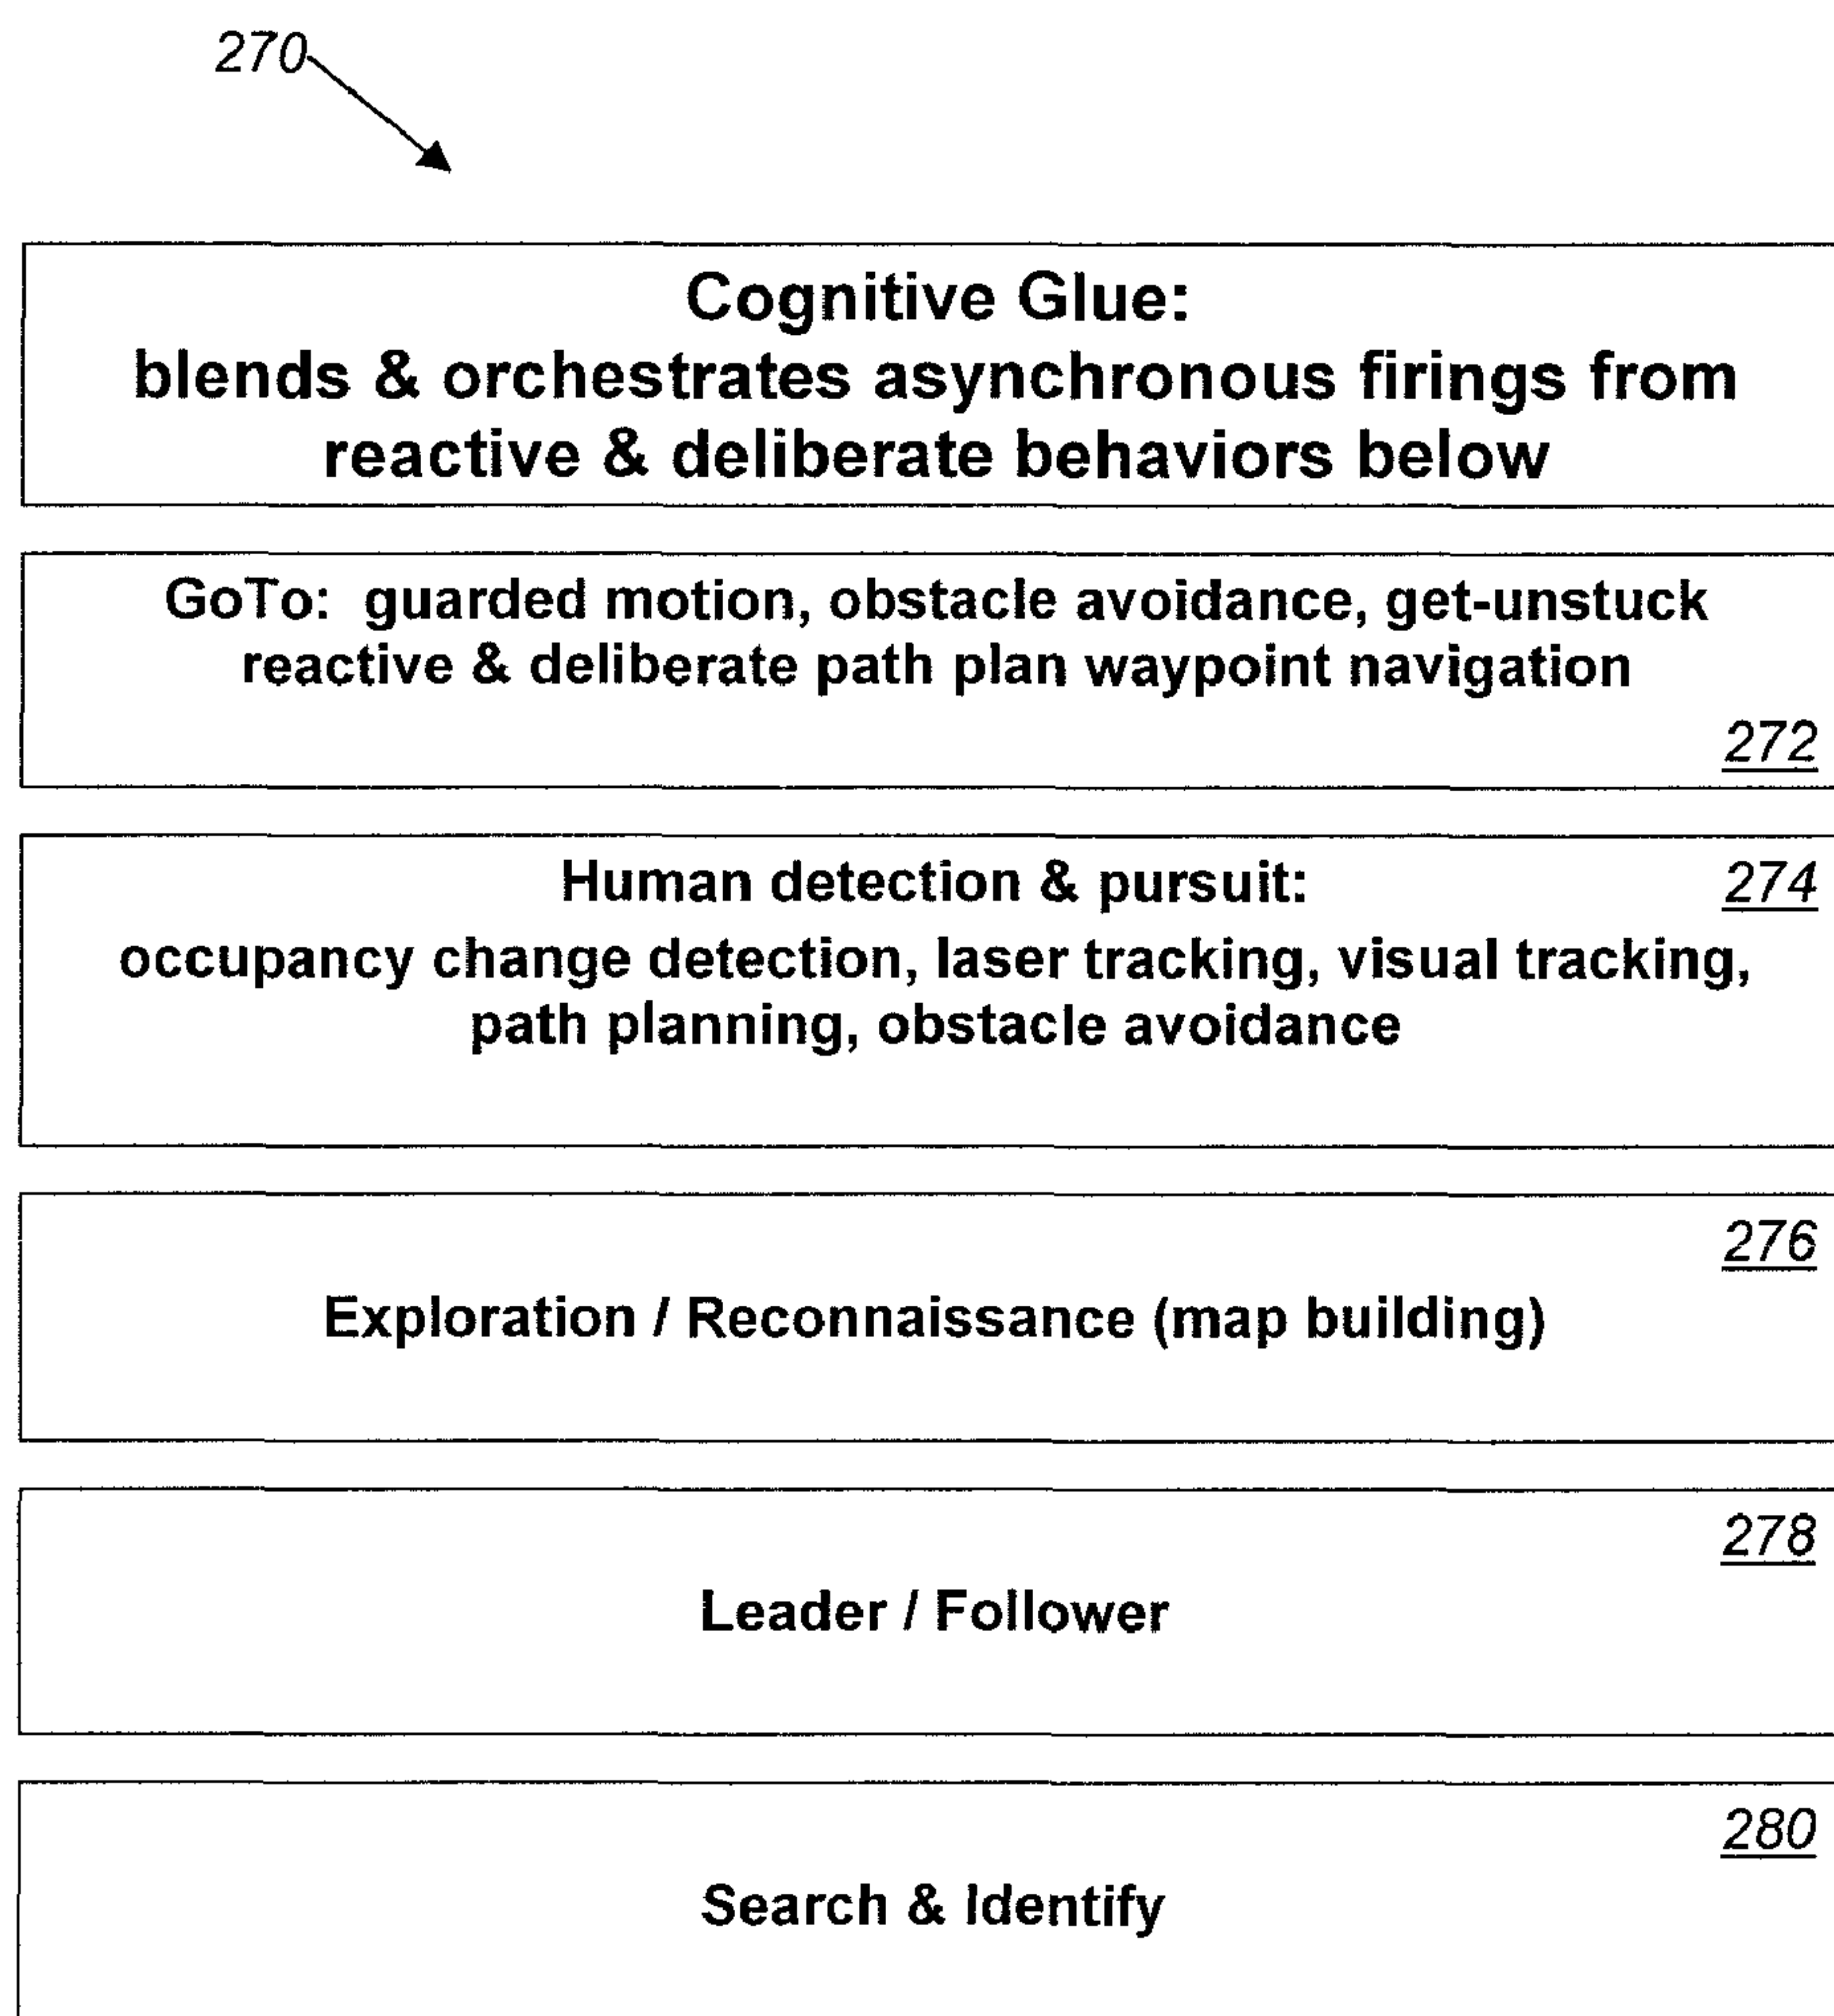 270
Cognitive Glue:
blends & orchestrates asynchronous firings from
reactive & deliberate behaviors below
GoTo: guarded motion, obstacle avoidance, get-unstuck
reactive & deliberate path plan waypoint navigation
272
Human detection & pursuit:
274
occupancy change detection, laser tracking, visual tracking,
path planning, obstacle avoidance
276
Exploration / Reconnaissance (map building)
278
Leader / Follower
280
Search & Identify